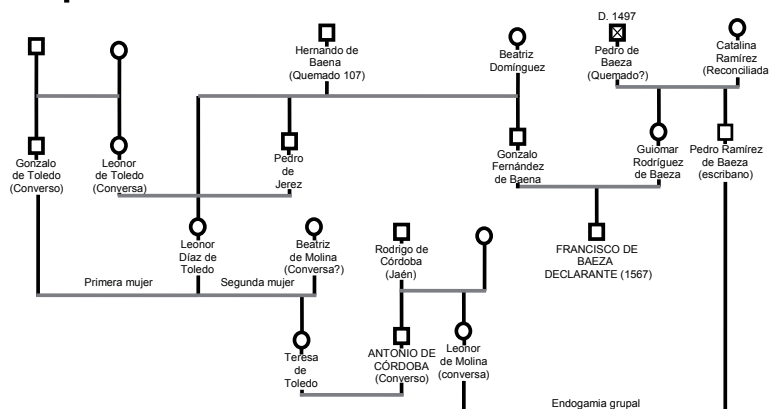 D. 1497
Hernando de
Baena
(Quemado 107)
Beatriz
Domínguez
Pedro de
Baeza
(Quemado?)
Catalina
Ramírez
(Reconciliada
Gonzalo
de Toledo
(Converso)
Leonor
de Toledo
(Conversa)
Pedro
de
Jerez
Gonzalo
Fernández
de Baena
Guiomar
Rodríguez
de Baeza
Pedro Ramírez
de Baeza
(escribano)
Leonor
Díaz de
Toledo
Beatriz
de Molina
(Conversa?)
Rodrigo de
Córdoba
(Jaén)
FRANCISCO DE
BAEZA
DECLARANTE (1567)
Primera mujer
Segunda mujer
Teresa
de
Toledo
ANTONIO DE
CÓRDOBA
(Converso)
Leonor
de Molina
(conversa)
Endogamia grupal